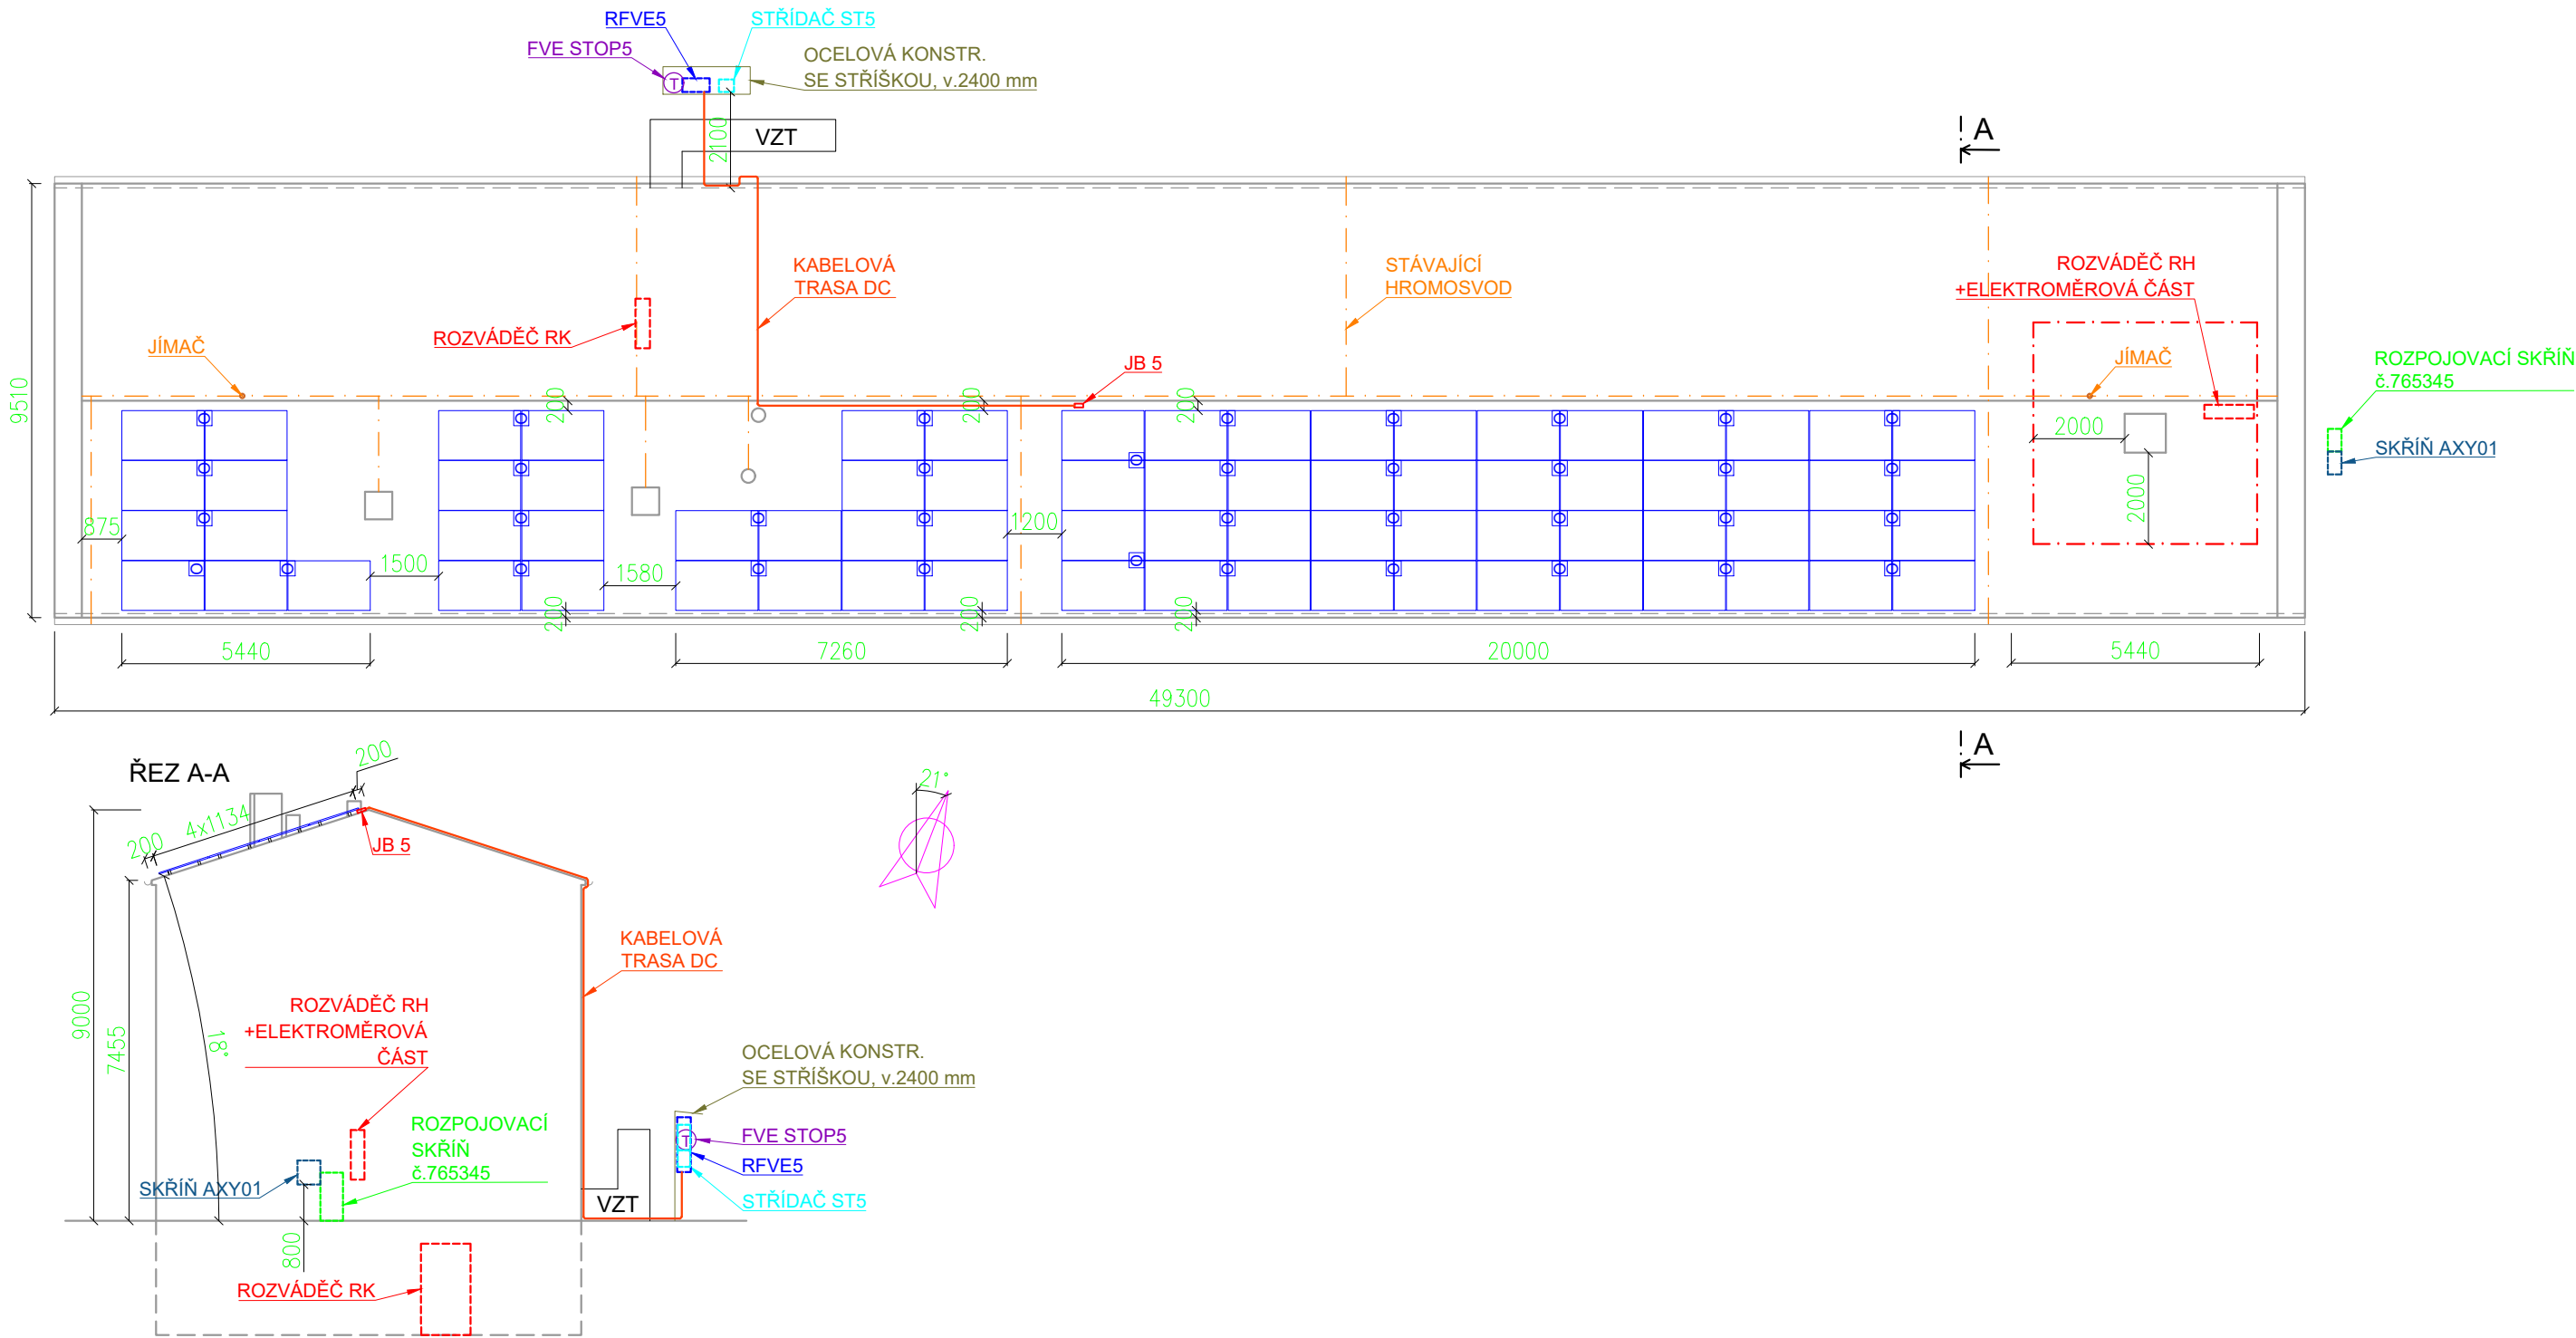 RFVE5
STŘÍDAČ ST5
FVE STOP5
OCELOVÁ KONSTR.
SE STŘÍŠKOU, v.2400 mm
T
2100
VZT
A
9510
KABELOVÁ
TRASA DC
STÁVAJÍCÍ
HROMOSVOD
ROZVÁDĚČ RH
+ELEKTROMĚROVÁ ČÁST
ROZVÁDĚČ RK
JÍMAČ
JB 5
JÍMAČ
ROZPOJOVACÍ SKŘÍŇ
č.765345
SKŘÍŇ AXY01
200
200
200
2000
2000
875
1500
1580
1200
200
200
200
5440
7260
20000
5440
49300
A
ŘEZ A-A
200
4x1134
200
JB 5
21°
9000
7455
18°
KABELOVÁ
TRASA DC
ROZVÁDĚČ RH
+ELEKTROMĚROVÁ
ČÁST
OCELOVÁ KONSTR.
SE STŘÍŠKOU, v.2400 mm
ROZPOJOVACÍ
SKŘÍŇ
č.765345
FVE STOP5
T
RFVE5
SKŘÍŇ AXY01
STŘÍDAČ ST5
VZT
800
ROZVÁDĚČ RK